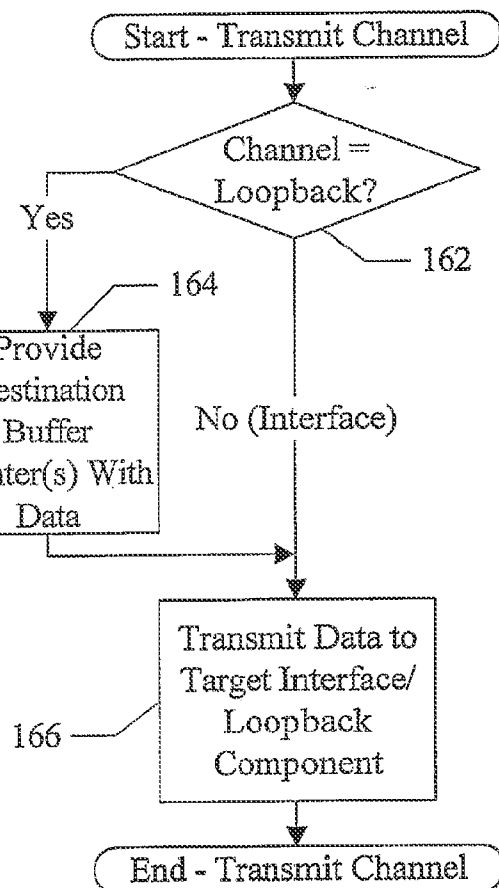 Start - Transmit Channel
Channel =
Loopback?
Yes
162
164
Provide
estination
Buffer
nter(s) With
Data
No (Interface)
Transmit Data to
Target Interface/
Loopback
Component
166
End - Transmit Channel